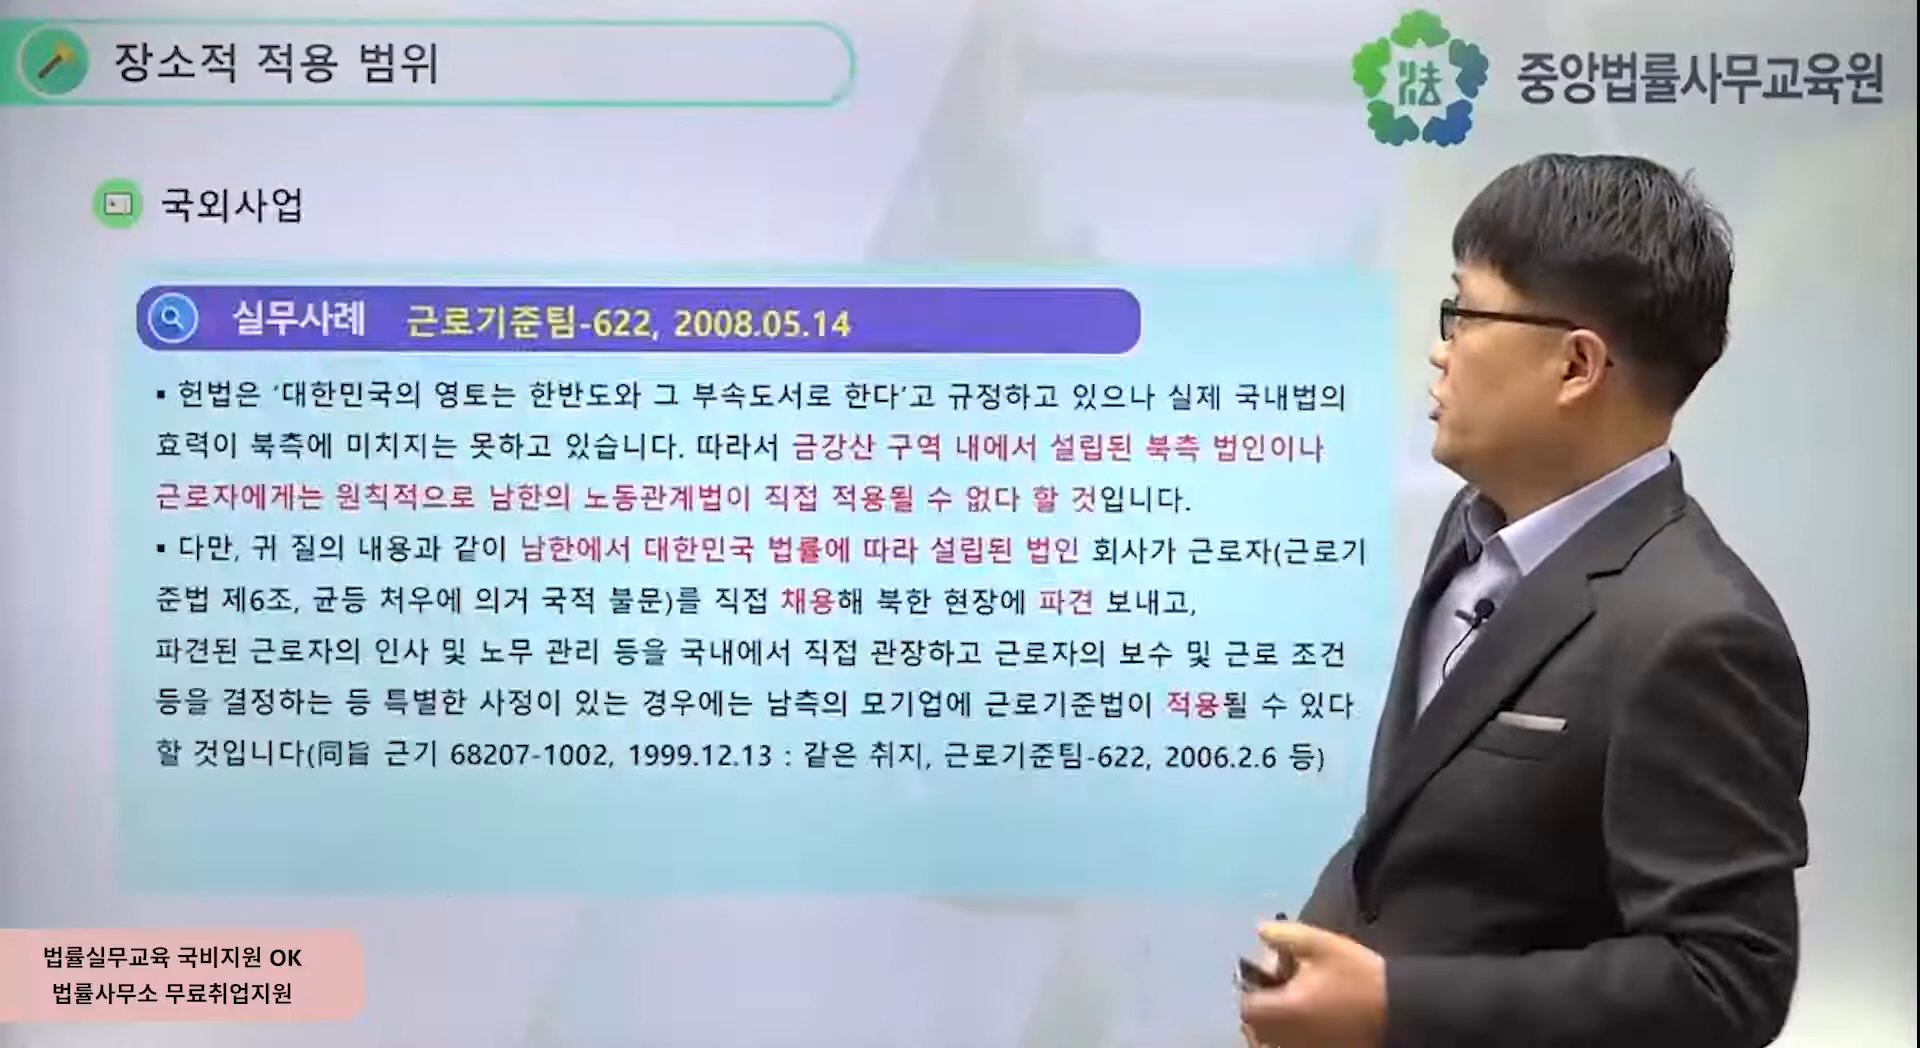 장소적 적용 범위
중앙법률사무교육원
국외사업
실무사례 근로기준팀-622, 2008.05.14
▪ 헌법은 ‘대한민국의 영토는 한반도와 그 부속도서로 한다’고 규정하고 있으나 실제 국내법의
효력이 북측에 미치지는 못하고 있습니다. 따라서 금강산 구역 내에서 설립된 북측 법인이나
근로자에게는 원칙적으로 남한의 노동관계법이 직접 적용될 수 없다 할 것입니다.
▪ 다만, 귀 질의 내용과 같이 남한에서 대한민국 법률에 따라 설립된 법인 회사가 근로자(근로기
준법 제6조, 균등 처우에 의거 국적 불문)를 직접 채용해 북한 현장에 파견 보내고,
파견된 근로자의 인사 및 노무 관리 등을 국내에서 직접 관장하고 근로자의 보수 및 근로 조건
등을 결정하는 등 특별한 사정이 있는 경우에는 남측의 모기업에 근로기준법이 적용될 수 있다
할 것입니다(同旨 근기 68207-1002, 1999.12.13 : 같은 취지, 근로기준팀-622, 2006.2.6 등)
법률실무교육 국비지원 OK
법률사무소 무료취업지원